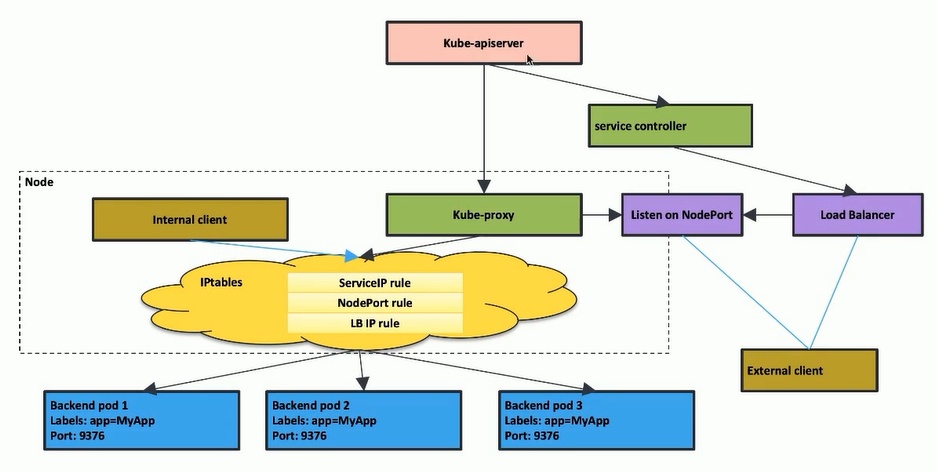 Kube-apiserver
service controller
Node
Internal client
Kube-proxy
Listen on NodePort
Load Balancer
IPtables
ServiceIP rule
NodePort rule
LB IP rule
External client
Backend pod 1
Labels: app=MyApp
Port: 9376
Backend pod 2
Labels: app=MyApp
Port: 9376
Backend pod 3
Labels: app=MyApp
Port: 9376